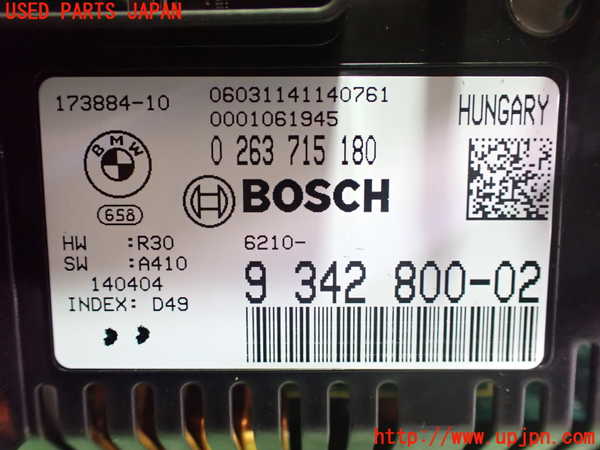 USED PARTS JAPAN
173884-10
06031141140761
0001061945
HUNGARY
0 263 715 180
BMW
BOSCH
658
HW :R30
6210-
SW :A410
9 342 800-02
140404
INDEX: D49
http://www.upjpn.com/